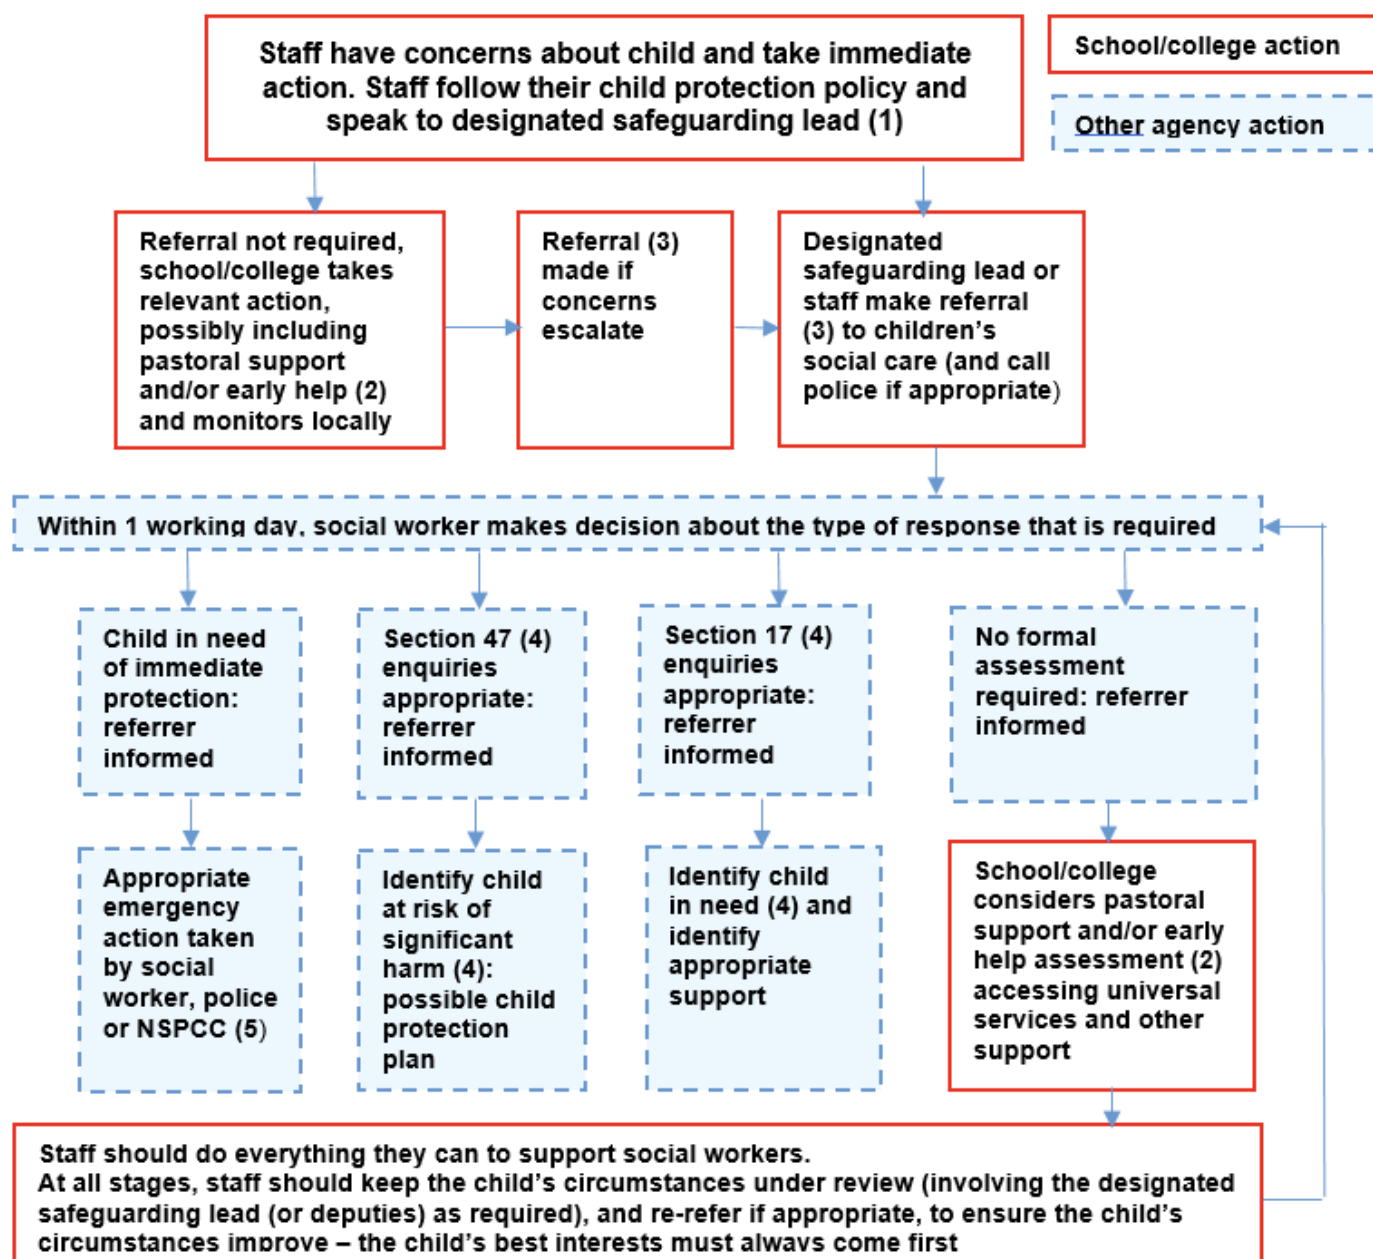 Staff have concerns about child and take immediate
action. Staff follow their child protection policy and
speak to designated safeguarding lead (1)
School/college action
Other agency action
Referral not required,
school/college takes
relevant action,
possibly including
pastoral support
and/or early help (2)
and monitors locally
Referral (3)
made if
concerns
escalate
Designated
safeguarding lead or
staff make referral
(3) to children’s
social care (and call
police if appropriate)
Within 1 working day, social worker makes decision about the type of response that is required
Child in need
of immediate
protection:
referrer
informed
Section 47 (4)
enquiries
appropriate:
referrer
informed
Section 17 (4)
enquiries
appropriate:
referrer
informed
No formal
assessment
required: referrer
informed
Appropriate
emergency
action taken
by social
worker, police
or NSPCC (5)
Identify child
at risk of
significant
harm (4):
possible child
protection
plan
Identify child
in need (4) and
identify
appropriate
support
School/college
considers pastoral
support and/or early
help assessment (2)
accessing universal
services and other
support
Staff should do everything they can to support social workers.
At all stages, staff should keep the child’s circumstances under review (involving the designated
safeguarding lead (or deputies) as required), and re-refer if appropriate, to ensure the child’s
circumstances improve – the child’s best interests must always come first